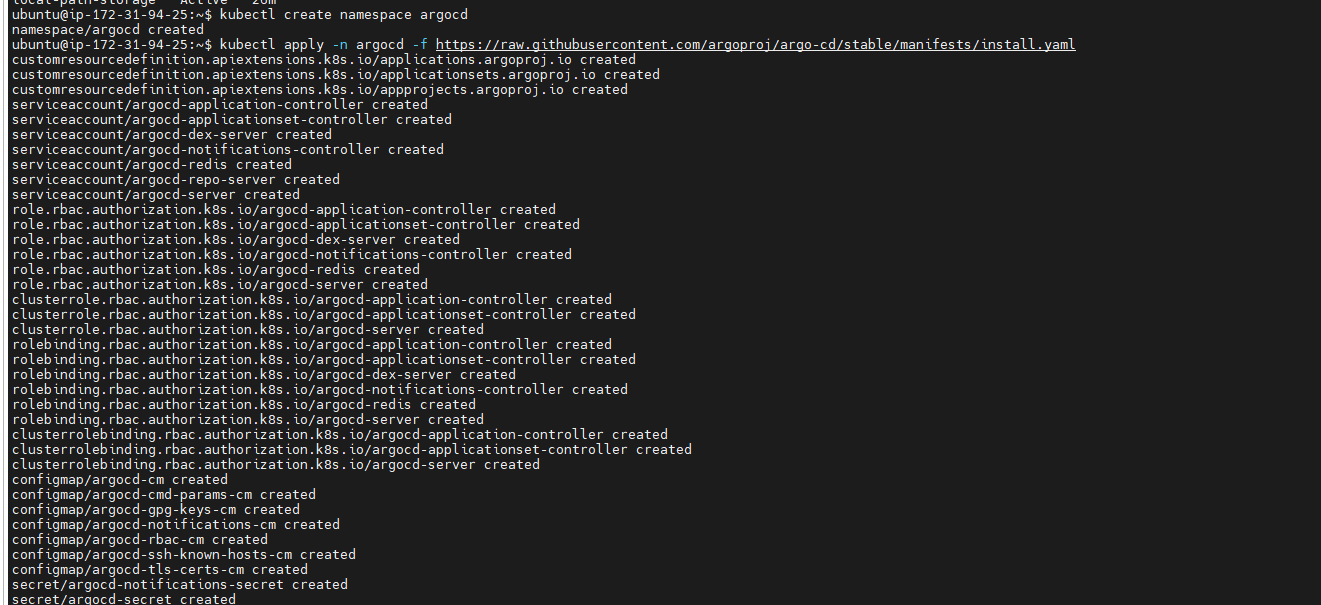 local-path-storage   Active   20m
ubuntu@ip-172-31-94-25:~$ kubectl create namespace argocd
namespace/argocd created
ubuntu@ip-172-31-94-25:~$ kubectl apply -n argocd -f https://raw.githubusercontent.com/argoproj/argo-cd/stable/manifests/install.yaml
customresourcedefinition.apiextensions.k8s.io/applications.argoproj.io created
customresourcedefinition.apiextensions.k8s.io/applicationsets.argoproj.io created
customresourcedefinition.apiextensions.k8s.io/appprojects.argoproj.io created
serviceaccount/argocd-application-controller created
serviceaccount/argocd-applicationset-controller created
serviceaccount/argocd-dex-server created
serviceaccount/argocd-notifications-controller created
serviceaccount/argocd-redis created
serviceaccount/argocd-repo-server created
serviceaccount/argocd-server created
role.rbac.authorization.k8s.io/argocd-application-controller created
role.rbac.authorization.k8s.io/argocd-applicationset-controller created
role.rbac.authorization.k8s.io/argocd-dex-server created
role.rbac.authorization.k8s.io/argocd-notifications-controller created
role.rbac.authorization.k8s.io/argocd-redis created
role.rbac.authorization.k8s.io/argocd-server created
clusterrole.rbac.authorization.k8s.io/argocd-application-controller created
clusterrole.rbac.authorization.k8s.io/argocd-applicationset-controller created
clusterrole.rbac.authorization.k8s.io/argocd-server created
rolebinding.rbac.authorization.k8s.io/argocd-application-controller created
rolebinding.rbac.authorization.k8s.io/argocd-applicationset-controller created
rolebinding.rbac.authorization.k8s.io/argocd-dex-server created
rolebinding.rbac.authorization.k8s.io/argocd-notifications-controller created
rolebinding.rbac.authorization.k8s.io/argocd-redis created
rolebinding.rbac.authorization.k8s.io/argocd-server created
clusterrolebinding.rbac.authorization.k8s.io/argocd-application-controller created
clusterrolebinding.rbac.authorization.k8s.io/argocd-applicationset-controller created
clusterrolebinding.rbac.authorization.k8s.io/argocd-server created
configmap/argocd-cm created
configmap/argocd-cmd-params-cm created
configmap/argocd-gpg-keys-cm created
configmap/argocd-notifications-cm created
configmap/argocd-rbac-cm created
configmap/argocd-ssh-known-hosts-cm created
configmap/argocd-tls-certs-cm created
secret/argocd-notifications-secret created
secret/argocd-secret created